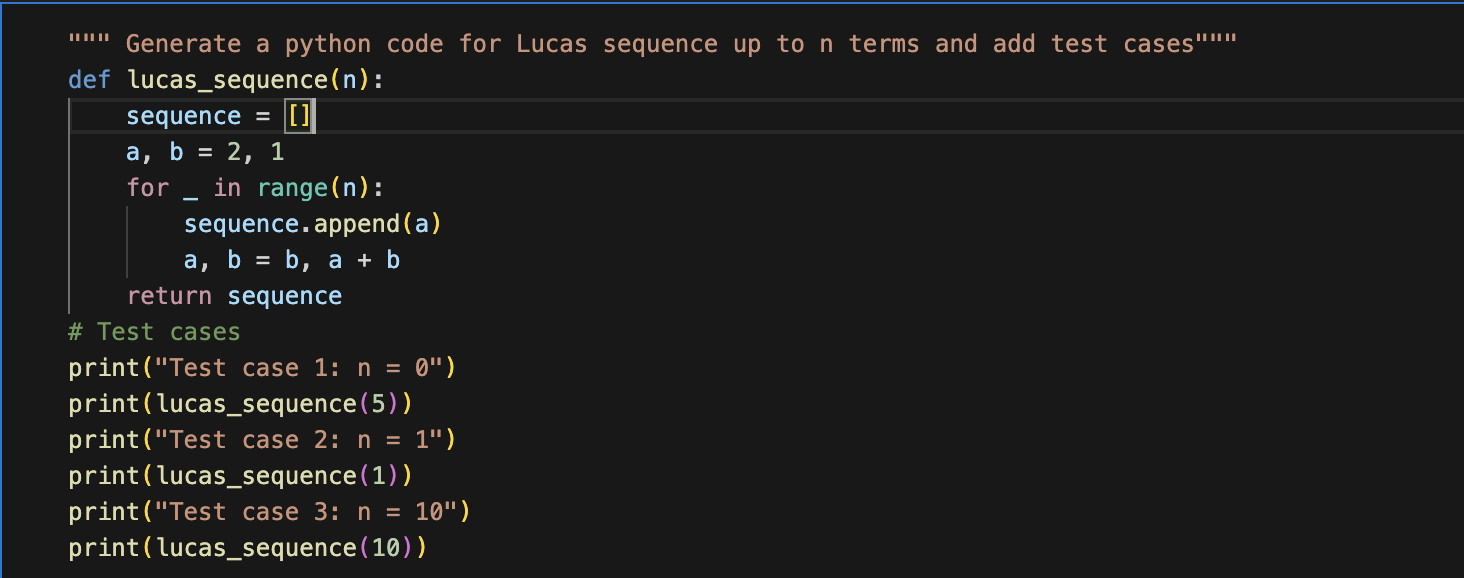 """ Generate a python code for Lucas sequence up to n terms and add test cases"""
def lucas_sequence(n):
    sequence = []
    a, b = 2, 1
    for _ in range(n):
        sequence.append(a)
        a, b = b, a + b
    return sequence
# Test cases
print("Test case 1: n = 0")
print(lucas_sequence(5))
print("Test case 2: n = 1")
print(lucas_sequence(1))
print("Test case 3: n = 10")
print(lucas_sequence(10))